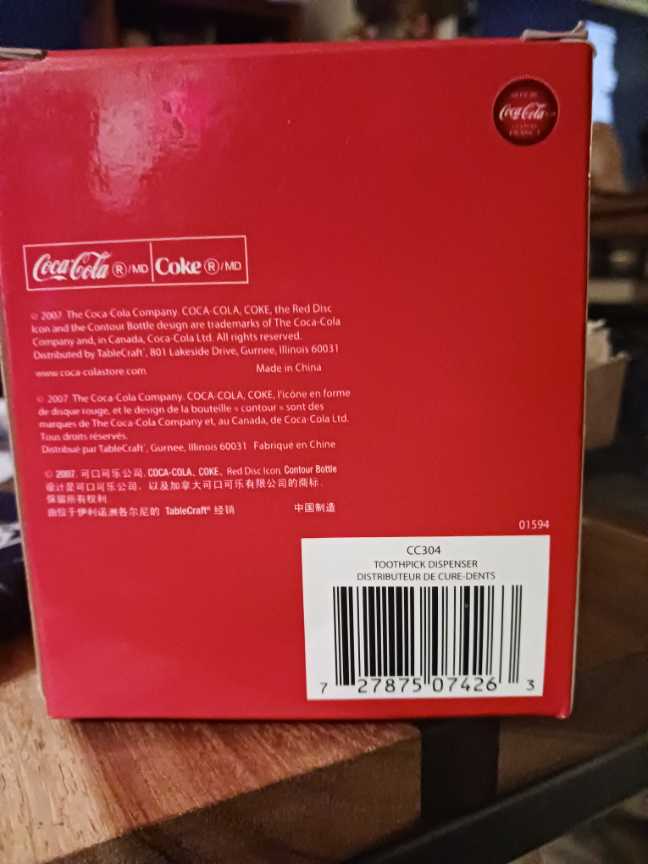 Coca-Cola
Coca-Cola ®/MD Coke ®/MD
© 2007 The Coca-Cola Company. COCA-COLA, COKE, the Red Disc
Icon and the Contour Bottle design are trademarks of The Coca-Cola
Company and, in Canada, Coca-Cola Ltd. All rights reserved.
Distributed by TableCraft®, 801 Lakeside Drive, Gurnee, Illinois 60031
www.coca-colastore.com Made in China
© 2007 The Coca-Cola Company. COCA-COLA, COKE, l'icône en forme
de disque rouge, et le design de la bouteille « contour » sont des
marques de The Coca-Cola Company et, au Canada, de Coca-Cola Ltd.
Tous droits réservés.
Distribué par TableCraft®, Gurnee, Illinois 60031 Fabrique en Chine
© 2007. 可口可乐公司. COCA-COLA、COKE、Red Disc Icon Contour Bottle
设计是可口可乐公司. 以及加拿大可口可乐有限公司的商标.
保留所有权利
由位于伊利诺洲各尔尼的 TableCraft® 经销 中国制造
01594
CC304
TOOTHPICK DISPENSER
DISTRIBUTEUR DE CURE-DENTS
7 27875 07426 3